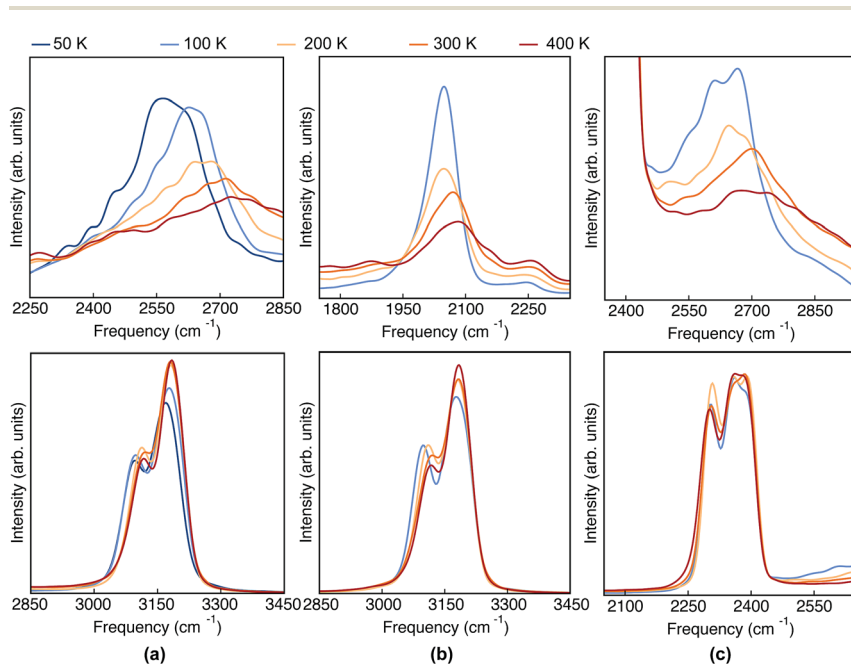 50 K 100 K 200 K 300 K 400 K
Intensity (arb. units)
2250 2400 2550 2700 2850
Frequency (cm⁻¹)
Intensity (arb. units)
1800 1950 2100 2250
Frequency (cm⁻¹)
Intensity (arb. units)
2400 2550 2700 2850
Frequency (cm⁻¹)
Intensity (arb. units)
2850 3000 3150 3300 3450
Frequency (cm⁻¹)
Intensity (arb. units)
2850 3000 3150 3300 3450
Frequency (cm⁻¹)
Intensity (arb. units)
2100 2250 2400 2550
Frequency (cm⁻¹)
(a) (b) (c)